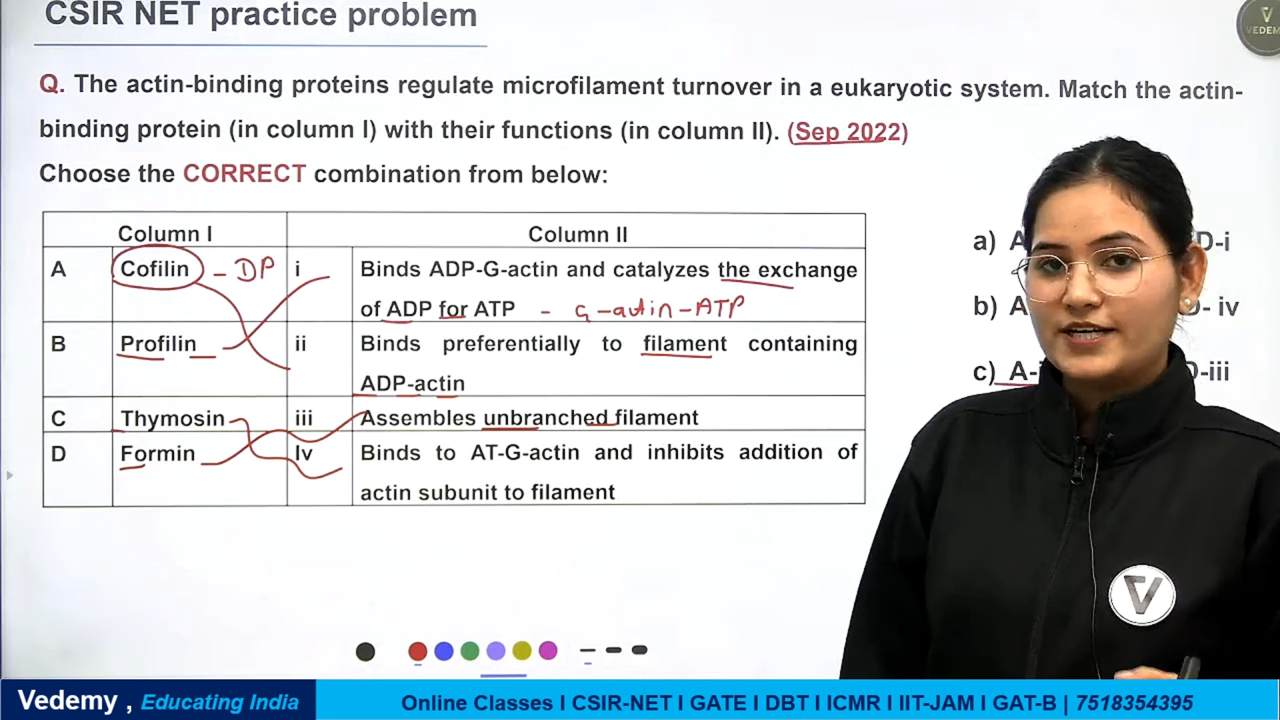 CSIR NET practice problem
V
VEDEM
Q. The actin-binding proteins regulate microfilament turnover in a eukaryotic system. Match the actin-
binding protein (in column I) with their functions (in column II). (Sep 2022)
Choose the CORRECT combination from below:
Column I Column II
A Cofilin - DP i Binds ADP-G-actin and catalyzes the exchange
of ADP for ATP - G-actin-ATP
B Profilin ii Binds preferentially to filament containing
ADP-actin
C Thymosin iii Assembles unbranched filament
D Formin Iv Binds to AT-G-actin and inhibits addition of
actin subunit to filament
a) A D-i
b) A D- iv
c) A-i D-iii
V
Vedemy , Educating India
Online Classes I CSIR-NET I GATE I DBT I ICMR I IIT-JAM I GAT-B | 7518354395